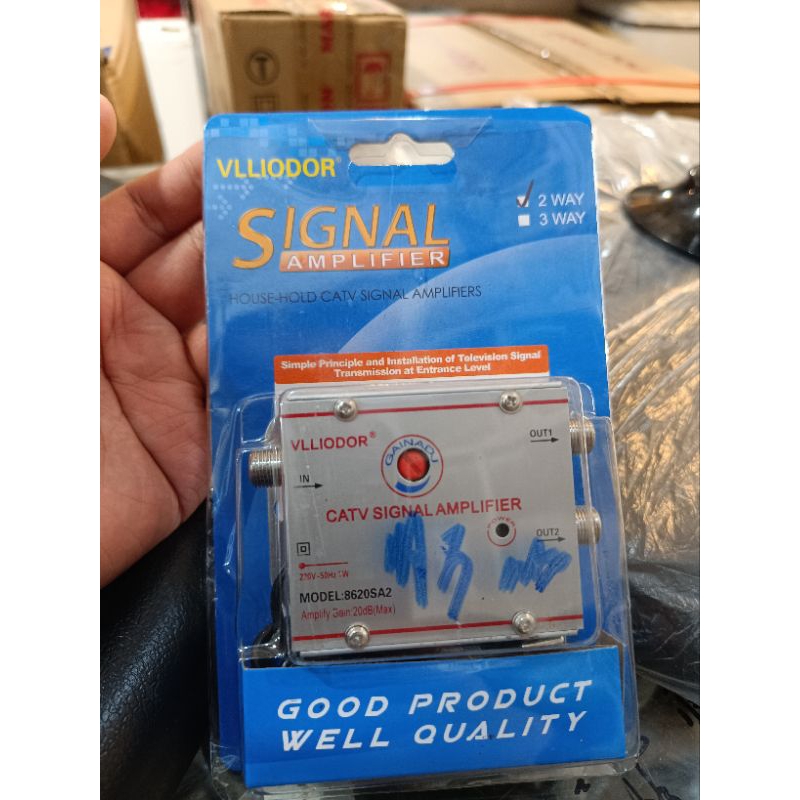 VLLIODOR®
2 WAY
3 WAY
SIGNAL
AMPLIFIER
HOUSE-HOLD CATV SIGNAL AMPLIFIERS
Simple Principle and Installation of Television Signal
Transmission at Entrance Level
VLLIODOR®
GAINADJ
OUT1
IN
CATV SIGNAL AMPLIFIER
POWER
OUT2
MODEL:8620SA2
Amplify Gain:20dB(Max)
GOOD PRODUCT
WELL QUALITY